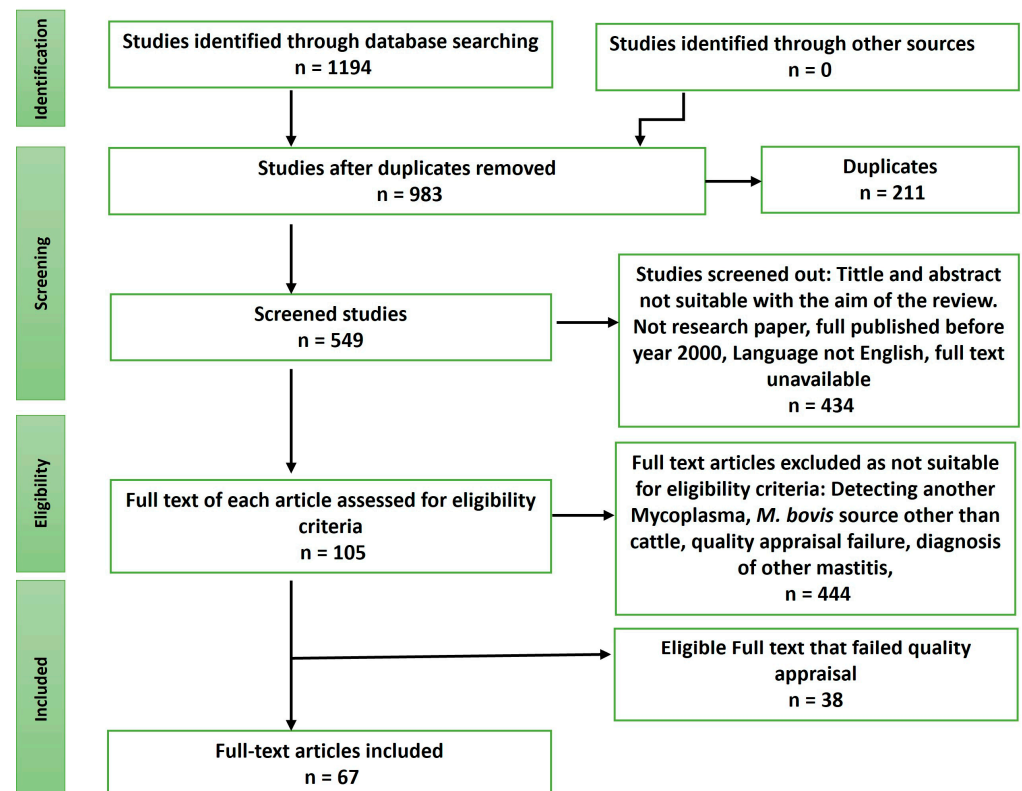 Identification
Studies identified through database searching
n = 1194
Studies identified through other sources
n = 0
Screening
Studies after duplicates removed
n = 983
Duplicates
n = 211
Screened studies
n = 549
Studies screened out: Tittle and abstract
not suitable with the aim of the review.
Not research paper, full published before
year 2000, Language not English, full text
unavailable
n = 434
Eligibility
Full text of each article assessed for eligibility
criteria
n = 105
Full text articles excluded as not suitable
for eligibility criteria: Detecting another
Mycoplasma, M. bovis source other than
cattle, quality appraisal failure, diagnosis
of other mastitis,
n = 444
Included
Eligible Full text that failed quality
appraisal
n = 38
Full-text articles included
n = 67